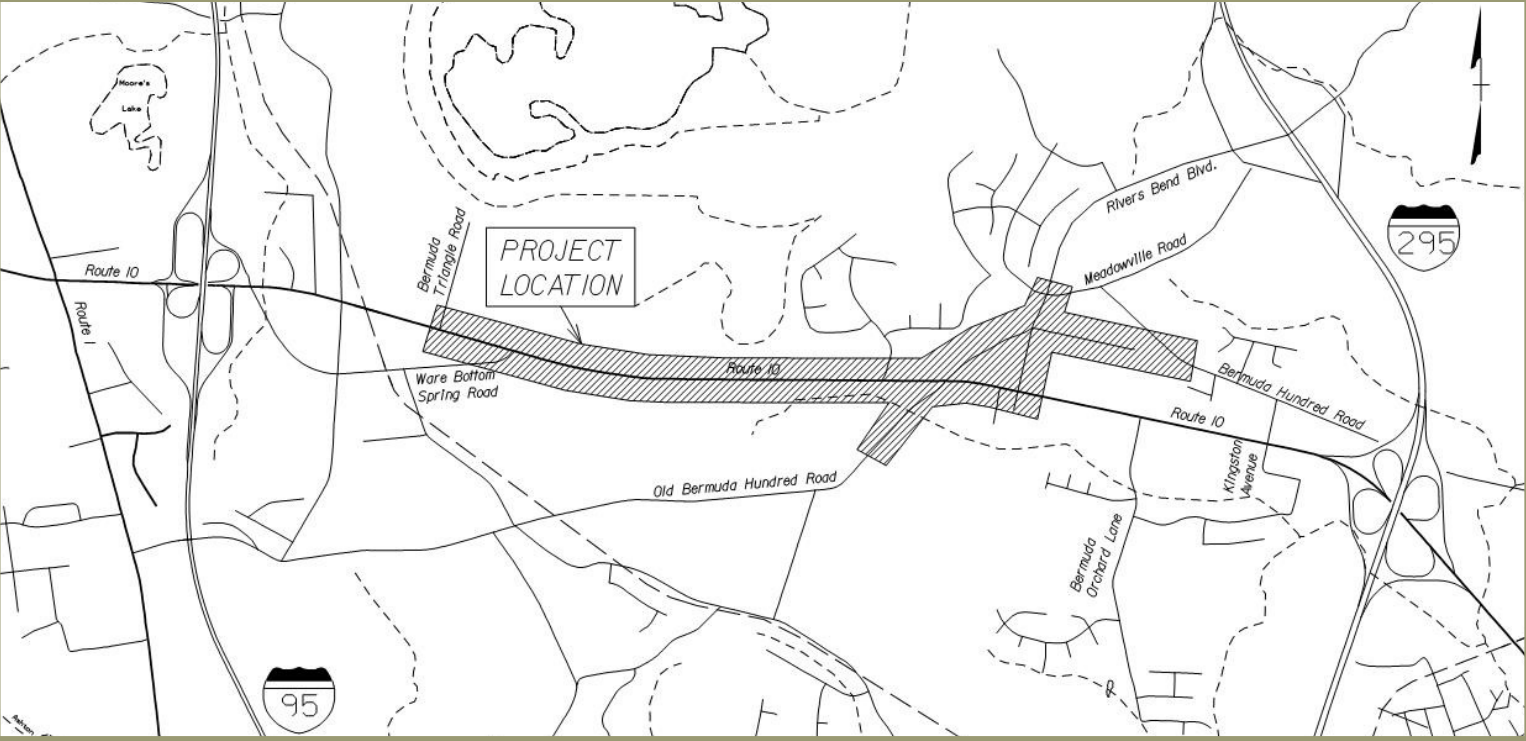 Moore's
Lake
Route 10
Route 1
Bermuda
Triangle Road
PROJECT
LOCATION
Ware Bottom
Spring Road
Route 10
Rivers Bend Blvd.
Meadowville Road
295
Bermuda Hundred Road
Route 10
Kingston
Avenue
Old Bermuda Hundred Road
Bermuda
Orchard Lane
95